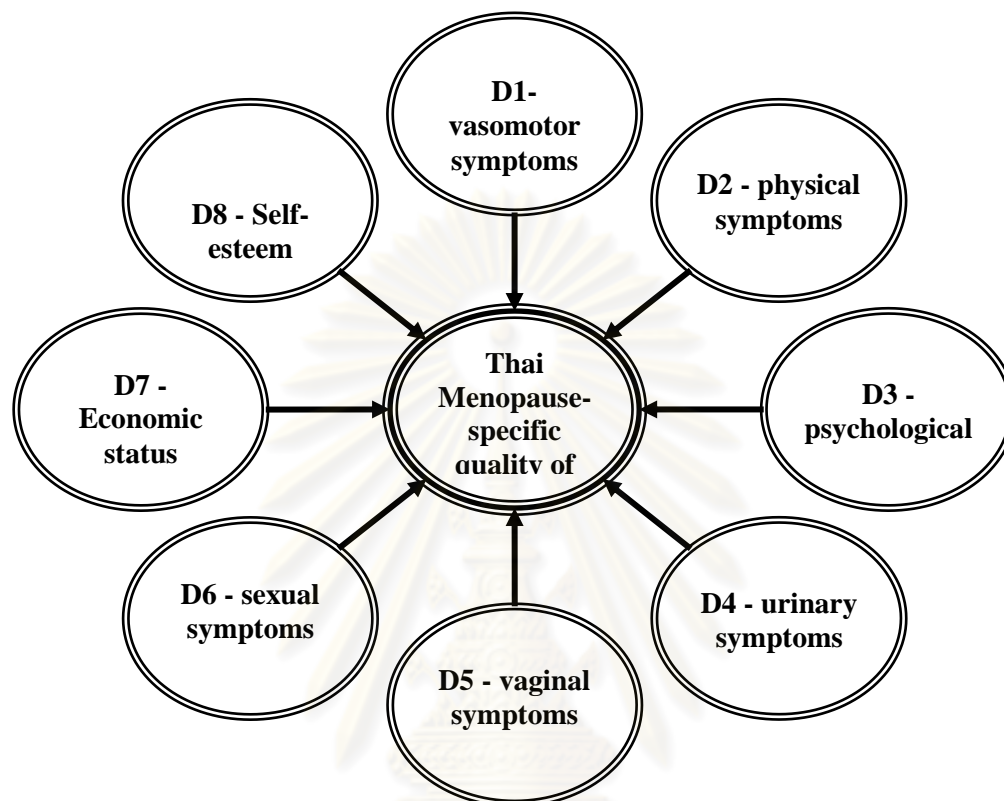 D1-
vasomotor
symptoms
D2 - physical
symptoms
D3 -
psychological
D4 - urinary
symptoms
D5 - vaginal
symptoms
D6 - sexual
symptoms
D7 -
Economic
status
D8 - Self-
esteem
Thai
Menopause-
specific
quality of